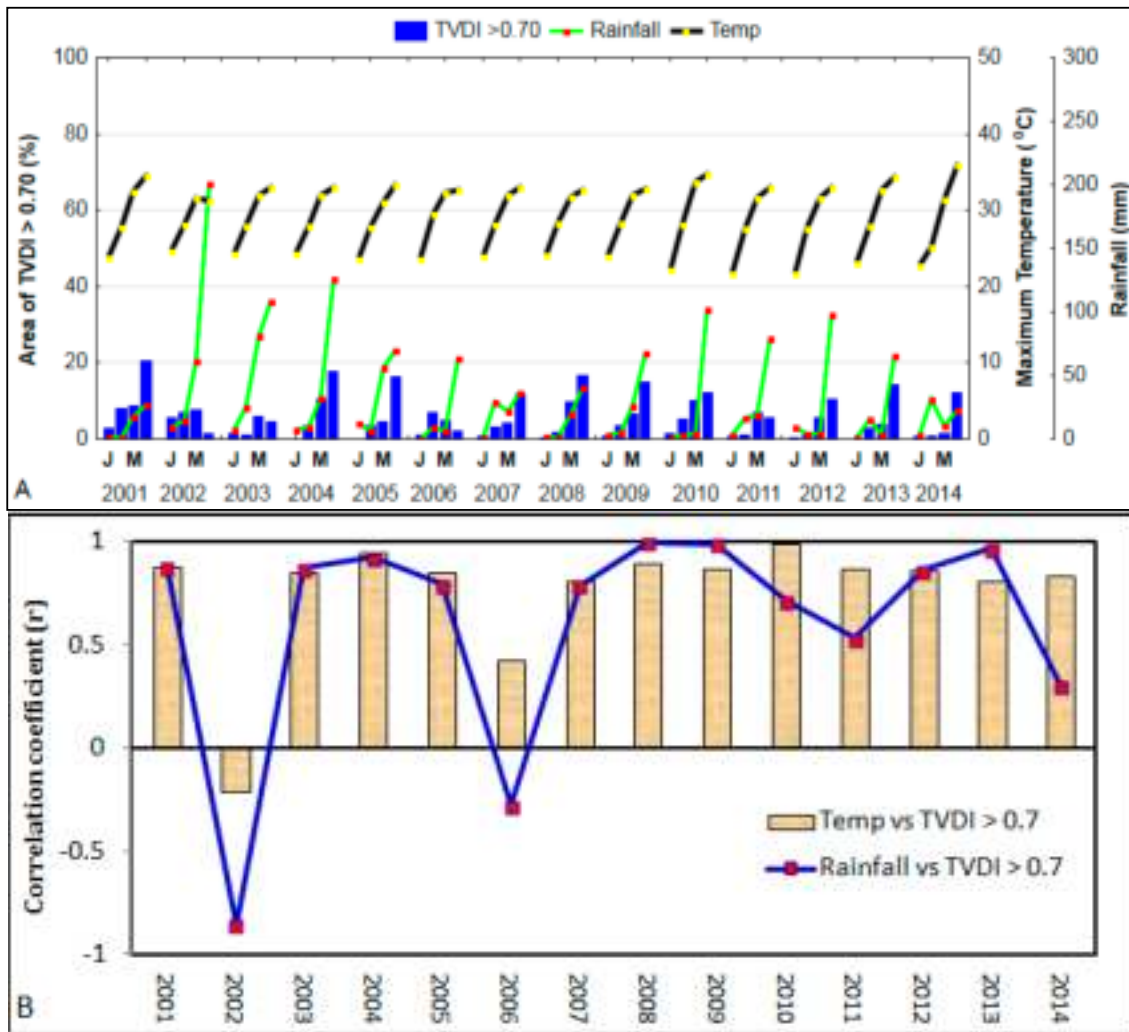 TVDI >0.70 Rainfall Temp
Area of TVDI > 0.70 (%)
100
80
60
40
20
0
50
40
30
20
10
0
Maximum Temperature ( ⁰C)
300
250
200
150
100
50
0
Rainfall (mm)
J M J M J M J M J M J M J M J M J M J M J M J M J M J M
2001 2002 2003 2004 2005 2006 2007 2008 2009 2010 2011 2012 2013 2014
A
Correlation coefficient (r)
1
0.5
0
-0.5
-1
Temp vs TVDI > 0.7
Rainfall vs TVDI > 0.7
2001 2002 2003 2004 2005 2006 2007 2008 2009 2010 2011 2012 2013 2014
B